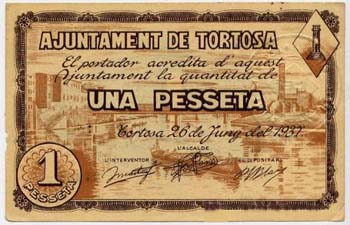 AJUNTAMENT DE TORTOSA
El portador acredita d'aquest
Ajuntament la quantitat de
UNA PESSETA
Tortosa 26 de Juny del 1937
L'INTERVENTOR
L'ALCALDE
EL DIPOSITARI
1
PESSETA